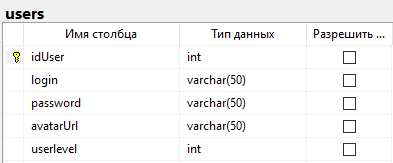 users
Имя столбца Тип данных Разрешить ...
idUser int
login varchar(50)
password varchar(50)
avatarUrl varchar(50)
userlevel int